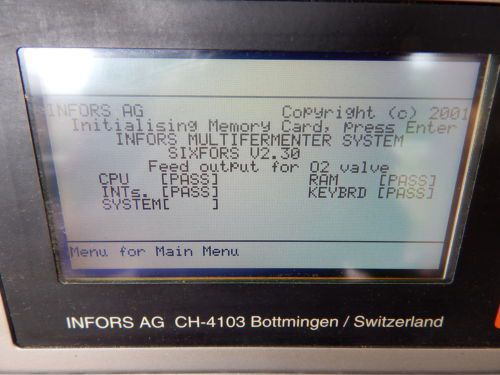 INFORS AG Copyright (c) 2001
Initialising Memory Card, press Enter
INFORS MULTIFERMENTER SYSTEM
SIXFORS V2.30
Feed output for O2 valve
CPU [PASS] RAM [PASS]
INTs. [PASS] KEYBRD [PASS]
SYSTEM[ ]
Menu for Main Menu
INFORS AG CH-4103 Bottmingen / Switzerland